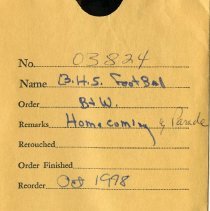 No. 03824
Name B.H.S. Football
Order B+W.
Remarks Homecoming & Parade
Retouched
Order Finished
Reorder Oct 1998